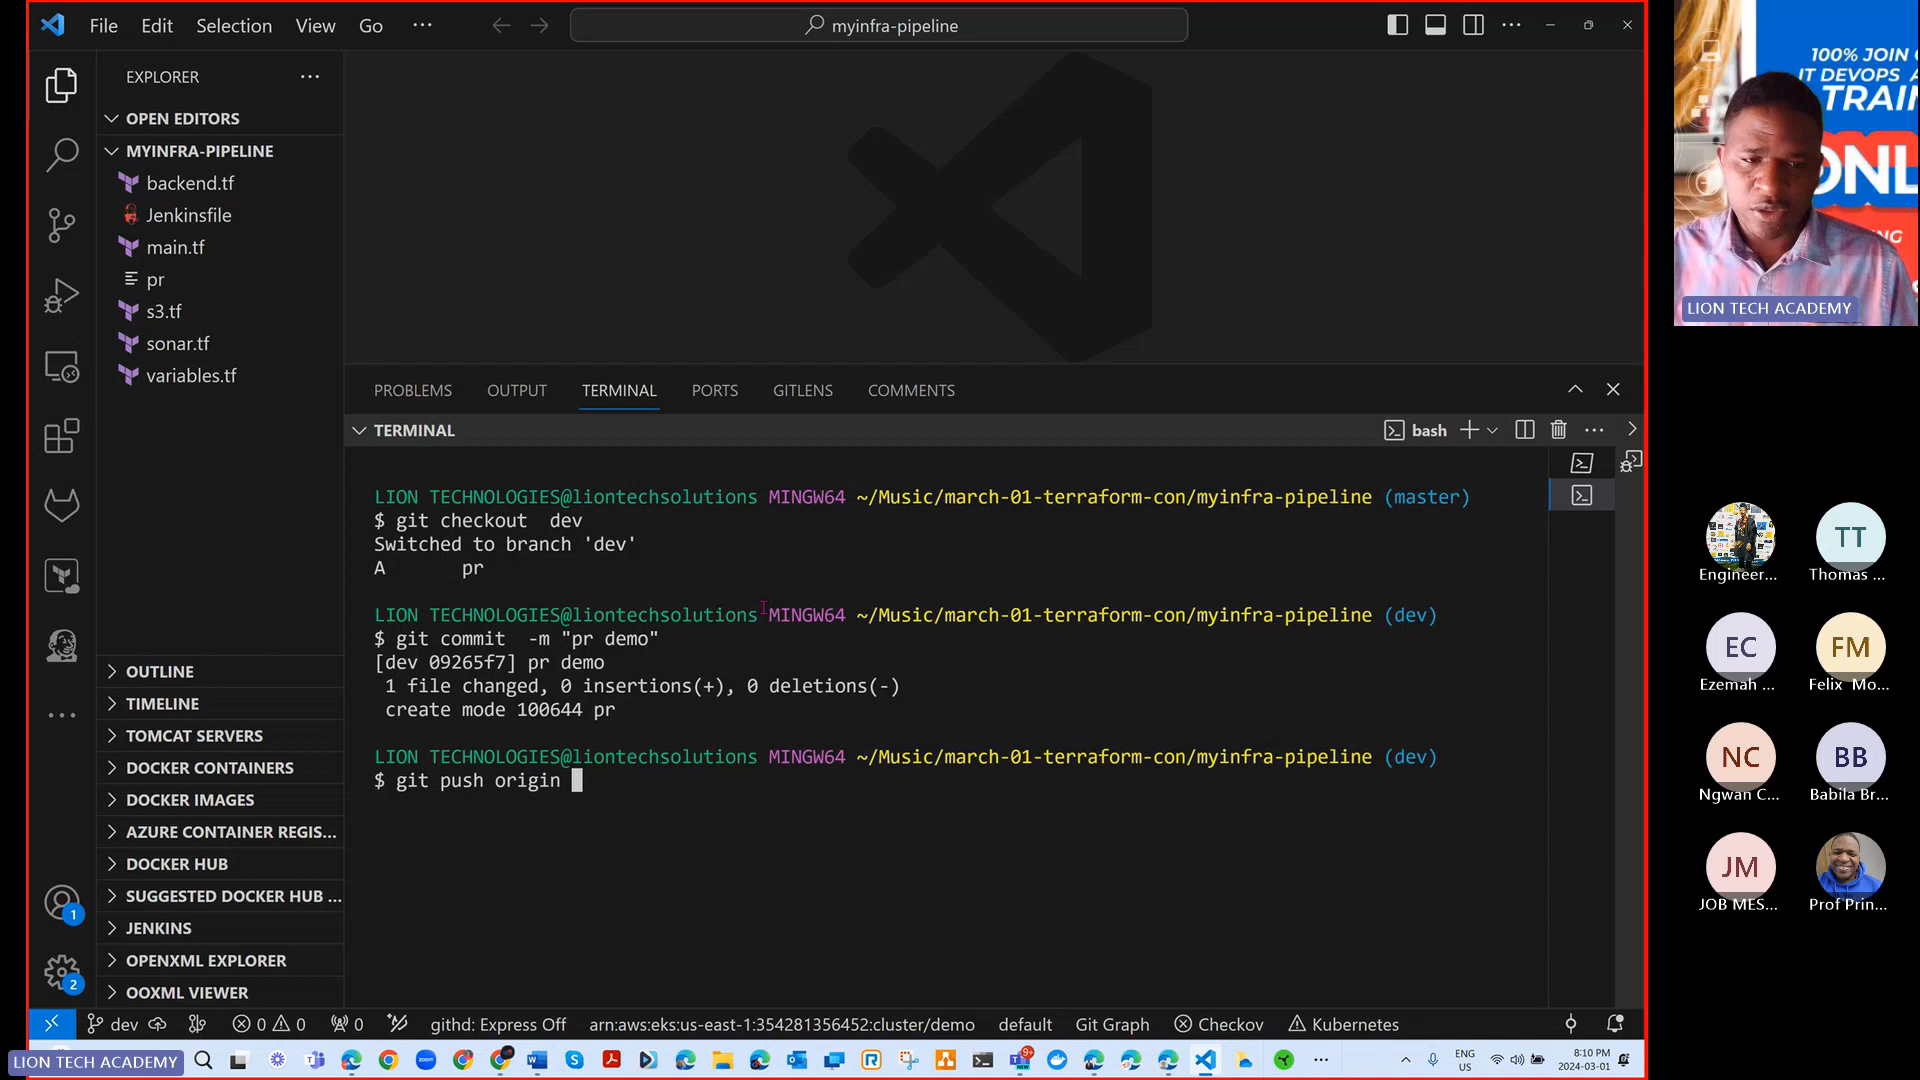 File Edit Selection View Go ...
myinfra-pipeline
EXPLORER
OPEN EDITORS
MYINFRA-PIPELINE
backend.tf
Jenkinsfile
main.tf
pr
s3.tf
sonar.tf
variables.tf
OUTLINE
TIMELINE
TOMCAT SERVERS
DOCKER CONTAINERS
DOCKER IMAGES
AZURE CONTAINER REGIS...
DOCKER HUB
SUGGESTED DOCKER HUB ...
JENKINS
OPENXML EXPLORER
OOXML VIEWER
1
2
PROBLEMS OUTPUT TERMINAL PORTS GITLENS COMMENTS
TERMINAL
bash
LION TECHNOLOGIES@liontechsolutions MINGW64 ~/Music/march-01-terraform-con/myinfra-pipeline (master)
$ git checkout  dev
Switched to branch 'dev'
A       pr
LION TECHNOLOGIES@liontechsolutions MINGW64 ~/Music/march-01-terraform-con/myinfra-pipeline (dev)
$ git commit  -m "pr demo"
[dev 09265f7] pr demo
1 file changed, 0 insertions(+), 0 deletions(-)
create mode 100644 pr
LION TECHNOLOGIES@liontechsolutions MINGW64 ~/Music/march-01-terraform-con/myinfra-pipeline (dev)
$ git push origin
dev 0 0 0 githd: Express Off arn:aws:eks:us-east-1:354281356452:cluster/demo default Git Graph Checkov Kubernetes
LION TECH ACADEMY
zoom
9+
NEW
ENG
US
8:10 PM
2024-03-01
100% JOIN
IT DEVOPS A
TRAI
ONL
NG
LION TECH ACADEMY
Engineer...
TT
Thomas ...
EC
Ezemah ...
FM
Felix Mo...
NC
Ngwan C...
BB
Babila Br...
JM
JOB MES...
Prof Prin...